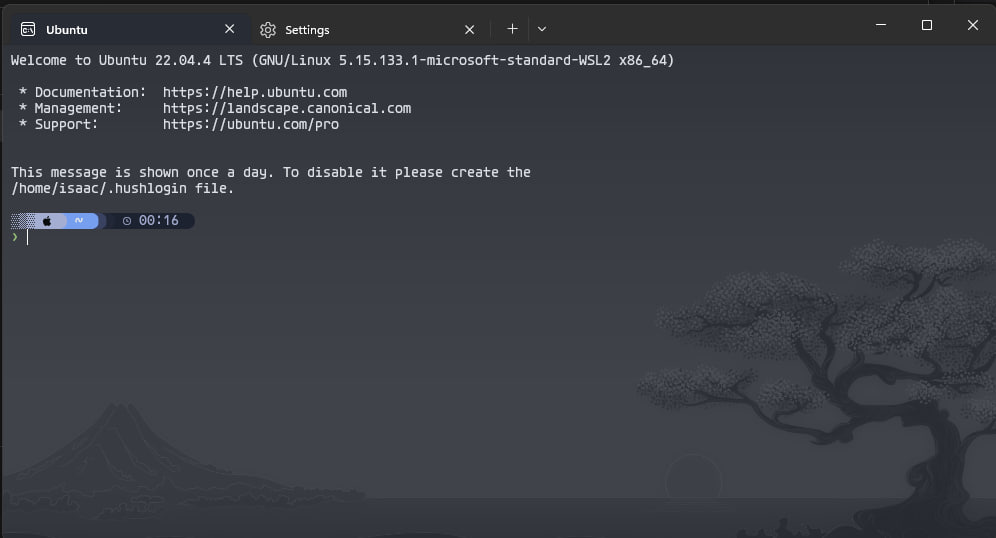 Ubuntu
Settings
Welcome to Ubuntu 22.04.4 LTS (GNU/Linux 5.15.133.1-microsoft-standard-WSL2 x86_64)
* Documentation:  https://help.ubuntu.com
* Management:     https://landscape.canonical.com
* Support:        https://ubuntu.com/pro
This message is shown once a day. To disable it please create the
/home/isaac/.hushlogin file.
~ 00:16
❯